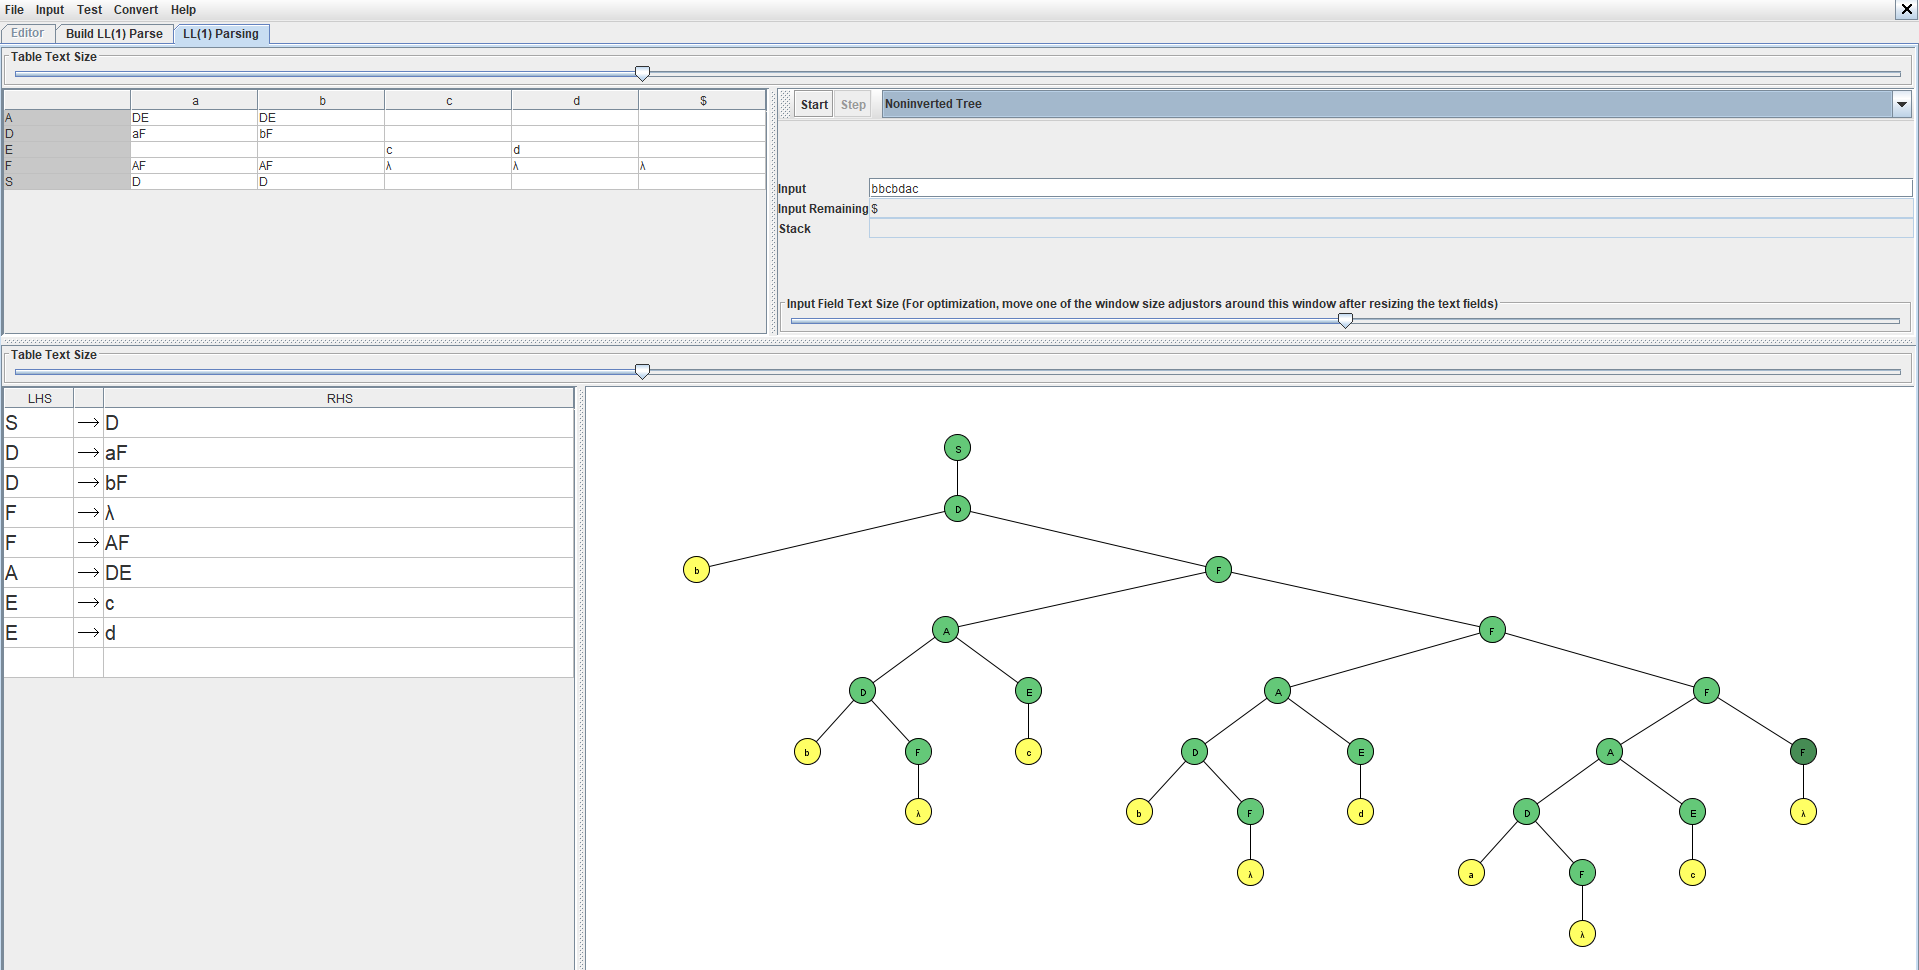 File Input Test Convert Help
Editor Build LL(1) Parse LL(1) Parsing
Table Text Size
a b c d $
A DE DE
D aF bF
E c d
F AF AF λ λ λ
S D D
Start Step Noninverted Tree
Input bbcbdac
Input Remaining $
Stack
Input Field Text Size (For optimization, move one of the window size adjustors around this window after resizing the text fields)
Table Text Size
LHS RHS
S → D
D → aF
D → bF
F → λ
F → AF
A → DE
E → c
E → d
S
D
b F
A F
D E A F
b F c D E A F
λ b F d D E λ
λ a F c
λ